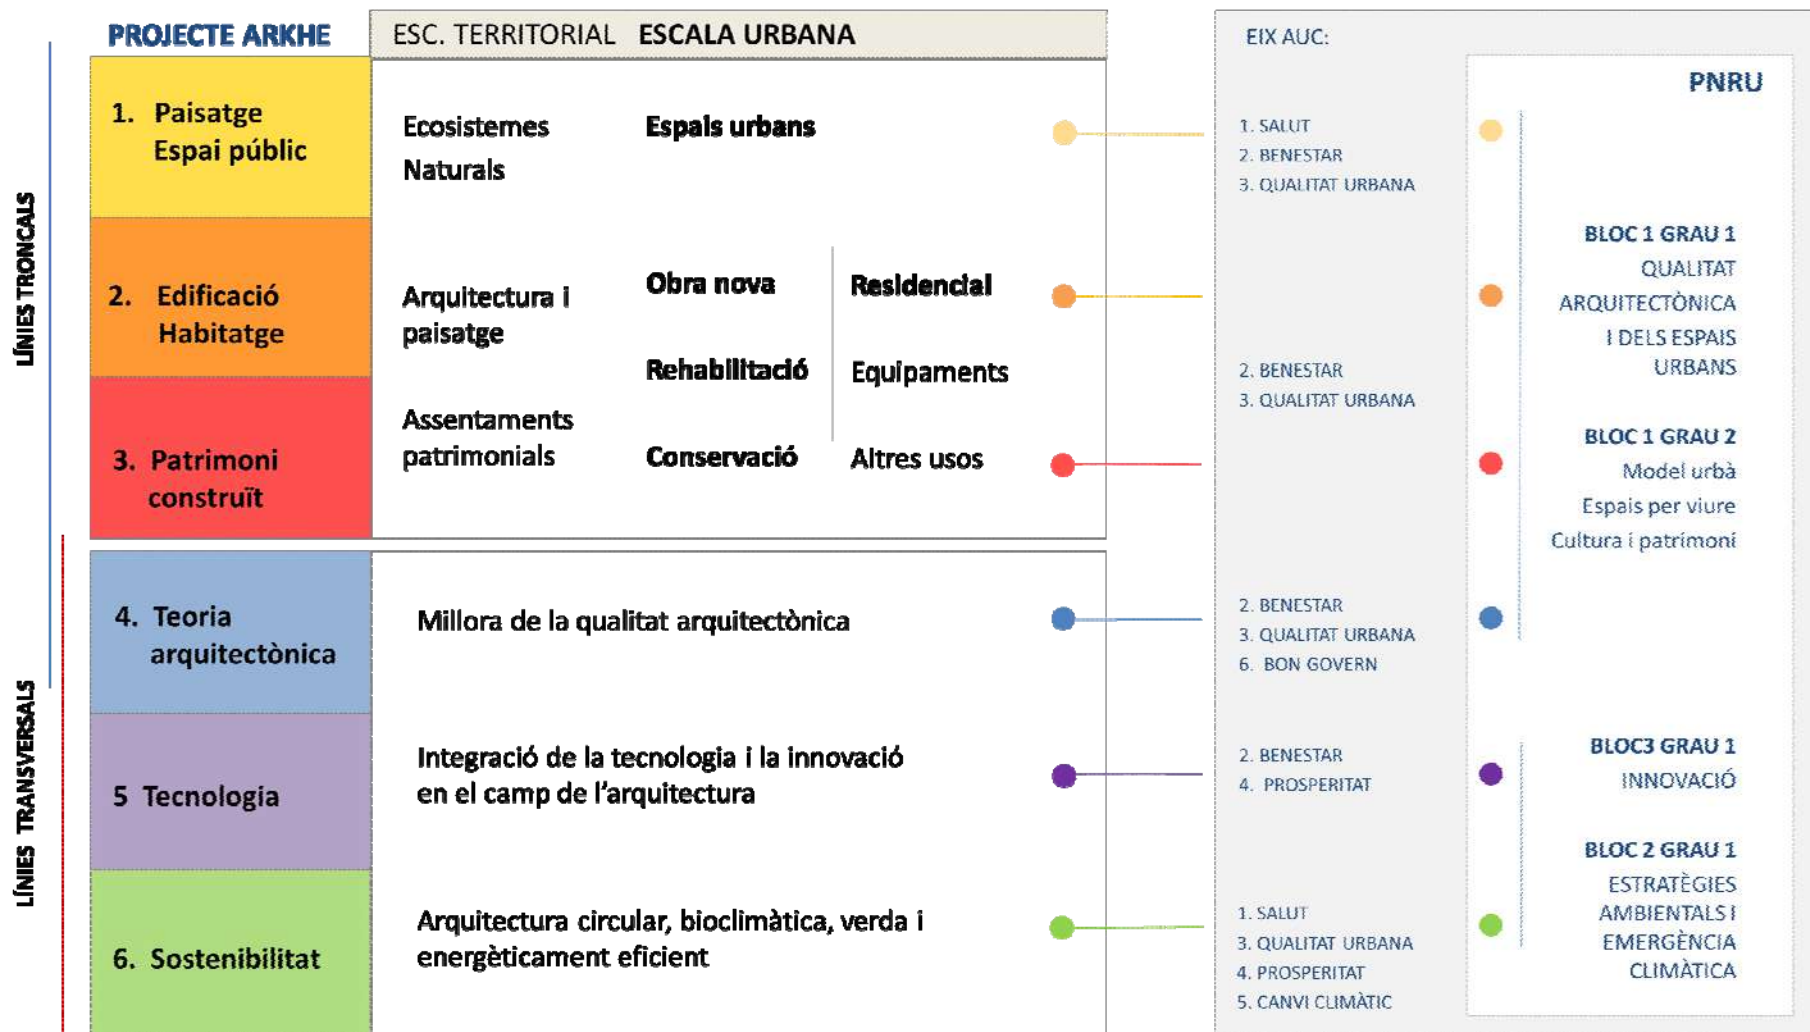 PROJECTE ARKHE
ESC. TERRITORIAL ESCALA URBANA
EIX AUC:
PNRU
LÍNIES TRONCALS
1. Paisatge
Espai públic
Ecosistemes
Naturals
Espais urbans
1. SALUT
2. BENESTAR
3. QUALITAT URBANA
2. Edificació
Habitatge
Arquitectura i
paisatge
Obra nova
Rehabilitació
Residencial
Equipaments
2. BENESTAR
3. QUALITAT URBANA
3. Patrimoni
construït
Assentaments
patrimonials
Conservació
Altres usos
BLOC 1 GRAU 1
QUALITAT
ARQUITECTÒNICA
I DELS ESPAIS
URBANS
BLOC 1 GRAU 2
Model urbà
Espais per viure
Cultura i patrimoni
LÍNIES TRANSVERSALS
4. Teoria
arquitectònica
Millora de la qualitat arquitectònica
2. BENESTAR
3. QUALITAT URBANA
6. BON GOVERN
5 Tecnologia
Integració de la tecnologia i la innovació
en el camp de l'arquitectura
2. BENESTAR
4. PROSPERITAT
BLOC3 GRAU 1
INNOVACIÓ
6. Sostenibilitat
Arquitectura circular, bioclimàtica, verda i
energèticament eficient
1. SALUT
3. QUALITAT URBANA
4. PROSPERITAT
5. CANVI CLIMÀTIC
BLOC 2 GRAU 1
ESTRATÈGIES
AMBIENTALS I
EMERGÈNCIA
CLIMÀTICA